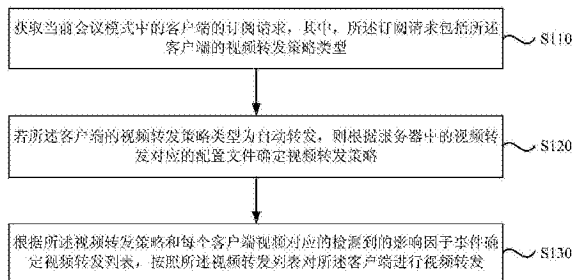 获取当前会议模式中的客户端的订阅请求，其中，所述订阅请求包括所述
客户端的视频转发策略类型
S110
若所述客户端的视频转发策略类型为自动转发，则根据服务器中的视频转
发对应的配置文件确定视频转发策略
S120
根据所述视频转发策略和每个客户端视频对应的检测到的影响因子事件确
定视频转发列表，按照所述视频转发列表对所述客户端进行视频转发
S130